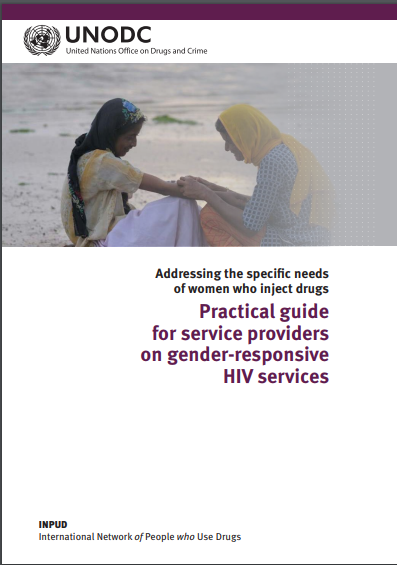 UNODC
United Nations Office on Drugs and Crime
Addressing the specific needs
of women who inject drugs
Practical guide
for service providers
on gender-responsive
HIV services
INPUD
International Network of People who Use Drugs